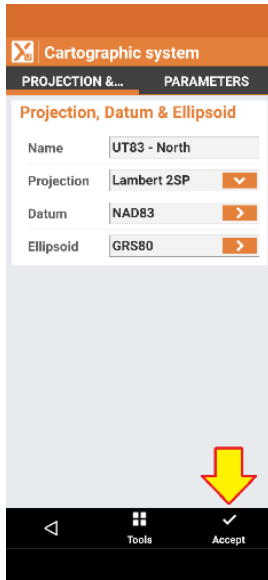 Cartographic system
PROJECTION &... PARAMETERS
Projection, Datum & Ellipsoid
Name UT83 - North
Projection Lambert 2SP
Datum NAD83
Ellipsoid GRS80
Tools Accept